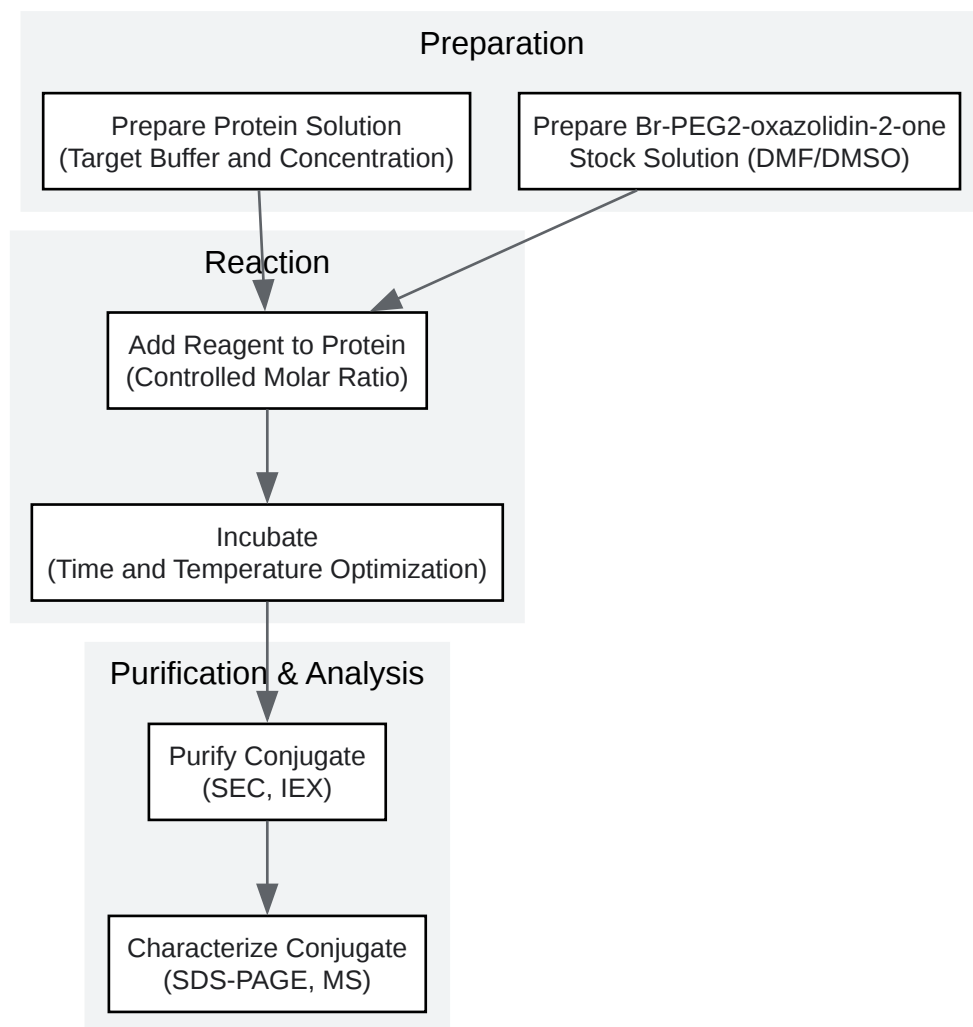 Preparation
Prepare Protein Solution
(Target Buffer and Concentration)
Prepare Br-PEG2-oxazolidin-2-one
Stock Solution (DMF/DMSO)
Reaction
Add Reagent to Protein
(Controlled Molar Ratio)
Incubate
(Time and Temperature Optimization)
Purification & Analysis
Purify Conjugate
(SEC, IEX)
Characterize Conjugate
(SDS-PAGE, MS)